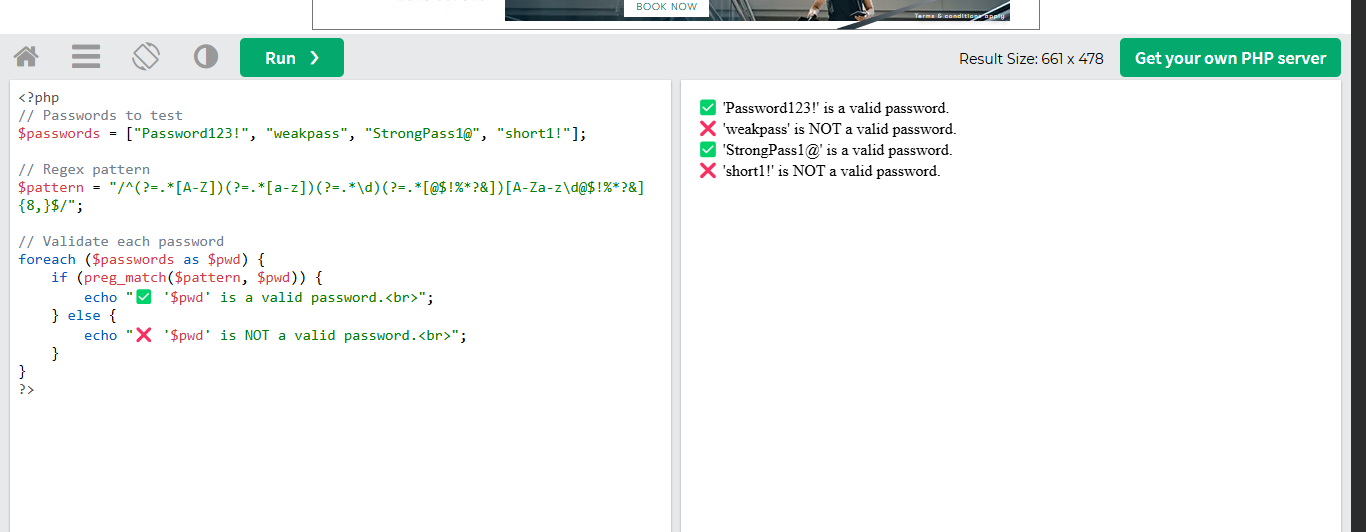 BOOK NOW
Terms & conditions apply
Run ❯
Result Size: 661 x 478
Get your own PHP server
<?php
// Passwords to test
$passwords = ["Password123!", "weakpass", "StrongPass1@", "short1!"];
// Regex pattern
$pattern = "/^(?=.*[A-Z])(?=.*[a-z])(?=.*\d)(?=.*[@$!%*?&])[A-Za-z\d@$!%*?&]
{8,}$/";
// Validate each password
foreach ($passwords as $pwd) {
    if (preg_match($pattern, $pwd)) {
        echo "✅ '$pwd' is a valid password.<br>";
    } else {
        echo "❌ '$pwd' is NOT a valid password.<br>";
    }
}
?>
✅ 'Password123!' is a valid password.
❌ 'weakpass' is NOT a valid password.
✅ 'StrongPass1@' is a valid password.
❌ 'short1!' is NOT a valid password.